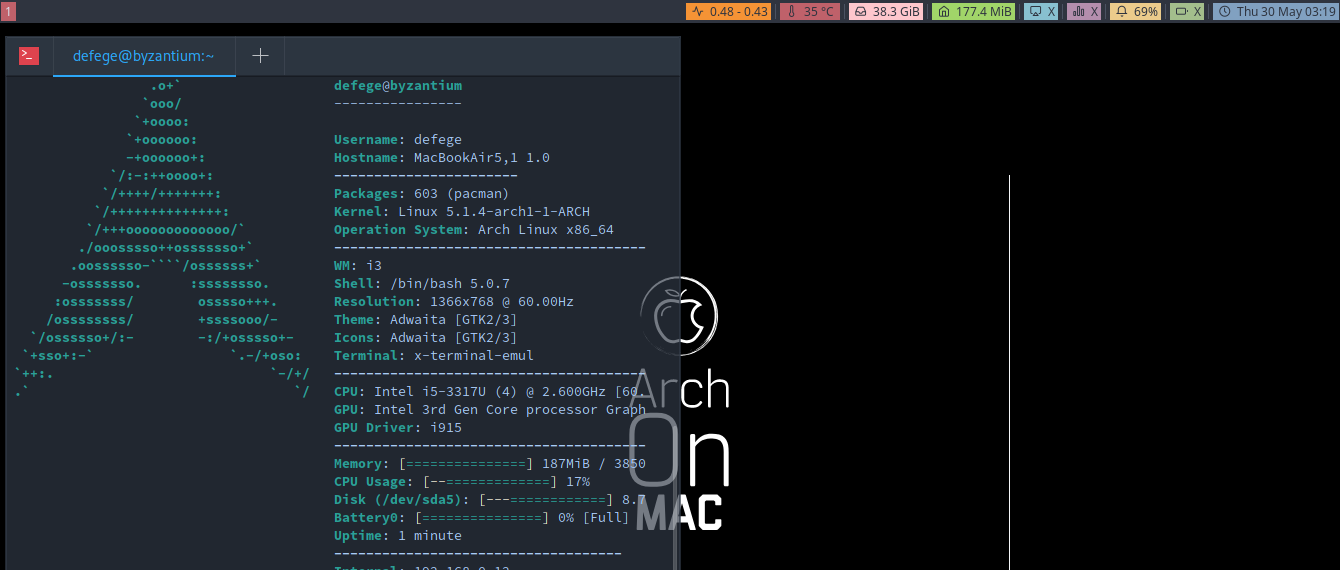 1
0.48 - 0.43 35 °C 38.3 GiB 177.4 MiB X X 69% X Thu 30 May 03:19
defege@byzantium:~
.o+`
`ooo/
`+oooo:
`+oooooo:
-+oooooo+:
`/:-:++oooo+:
`/++++/+++++++:
`/++++++++++++++:
`/+++ooooooooooooo/`
./ooosssso++osssssso+`
.oossssso-````/ossssss+`
-osssssso. :ssssssso.
:osssssss/ osssso+++.
/ossssssss/ +ssssooo/-
`/ossssso+/:- -:/+osssso+-
`+sso+:-` `.-/+oso:
`++:. `-/+/
.` `/
defege@byzantium
----------------
Username: defege
Hostname: MacBookAir5,1 1.0
-----------------------
Packages: 603 (pacman)
Kernel: Linux 5.1.4-arch1-1-ARCH
Operation System: Arch Linux x86_64
---------------------------------------
WM: i3
Shell: /bin/bash 5.0.7
Resolution: 1366x768 @ 60.00Hz
Theme: Adwaita [GTK2/3]
Icons: Adwaita [GTK2/3]
Terminal: x-terminal-emul
---------------------------------------
CPU: Intel i5-3317U (4) @ 2.600GHz [60.
GPU: Intel 3rd Gen Core processor Graph
GPU Driver: i915
---------------------------------------
Memory: [===============] 187MiB / 3850
CPU Usage: [--=============] 17%
Disk (/dev/sda5): [---============] 8.7
Battery0: [===============] 0% [Full]
Uptime: 1 minute
------------------------------------
Arch
On
MAC